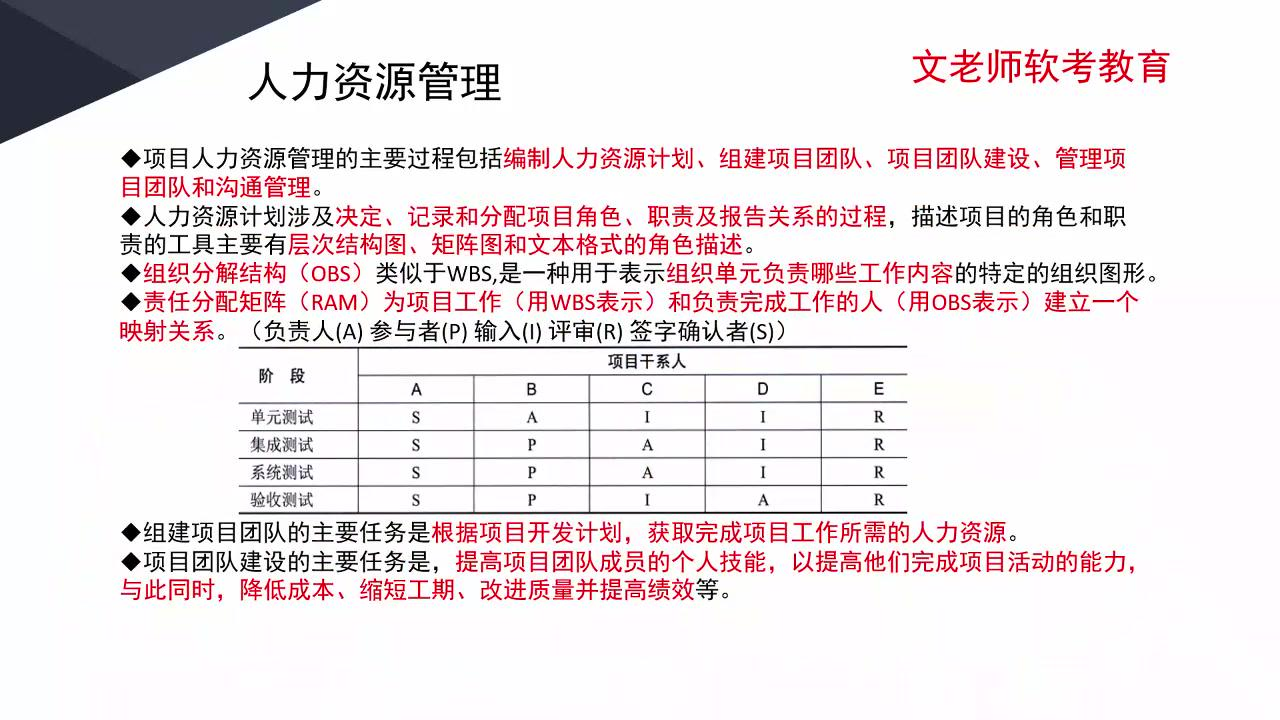 人力资源管理
文老师软考教育
◆项目人力资源管理的主要过程包括编制人力资源计划、组建项目团队、项目团队建设、管理项
目团队和沟通管理。
◆人力资源计划涉及决定、记录和分配项目角色、职责及报告关系的过程，描述项目的角色和职
责的工具主要有层次结构图、矩阵图和文本格式的角色描述。
◆组织分解结构（OBS）类似于WBS,是一种用于表示组织单元负责哪些工作内容的特定的组织图形。
◆责任分配矩阵（RAM）为项目工作（用WBS表示）和负责完成工作的人（用OBS表示）建立一个
映射关系。（负责人(A) 参与者(P) 输入(I) 评审(R) 签字确认者(S)）
阶 段 项目干系人
A B C D E
单元测试 S A I I R
集成测试 S P A I R
系统测试 S P A I R
验收测试 S P I A R
◆组建项目团队的主要任务是根据项目开发计划，获取完成项目工作所需的人力资源。
◆项目团队建设的主要任务是，提高项目团队成员的个人技能，以提高他们完成项目活动的能力，
与此同时，降低成本、缩短工期、改进质量并提高绩效等。